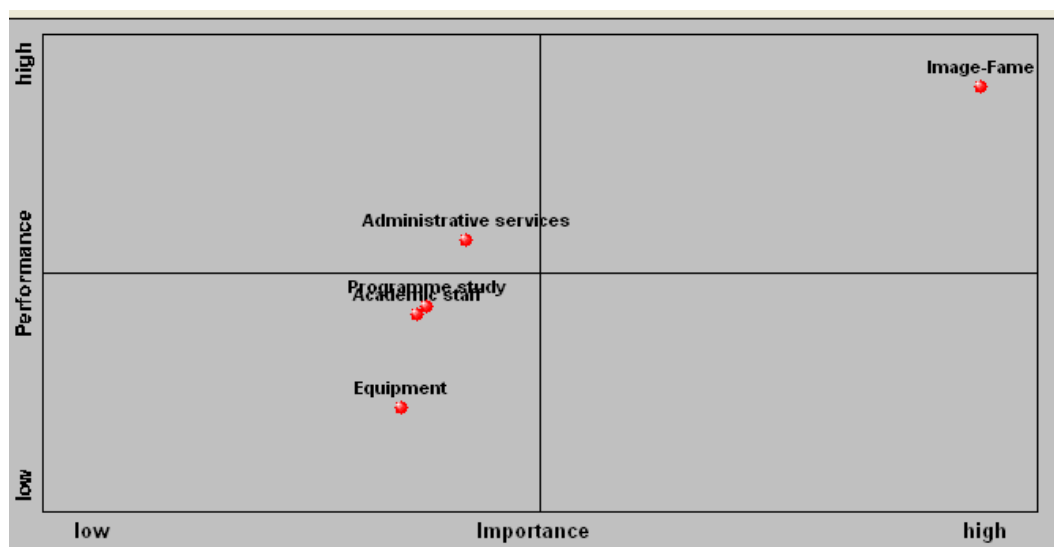 high
Image-Fame
Administrative services
Performance
Programme study
Academic staff
Equipment
low
low
Importance
high